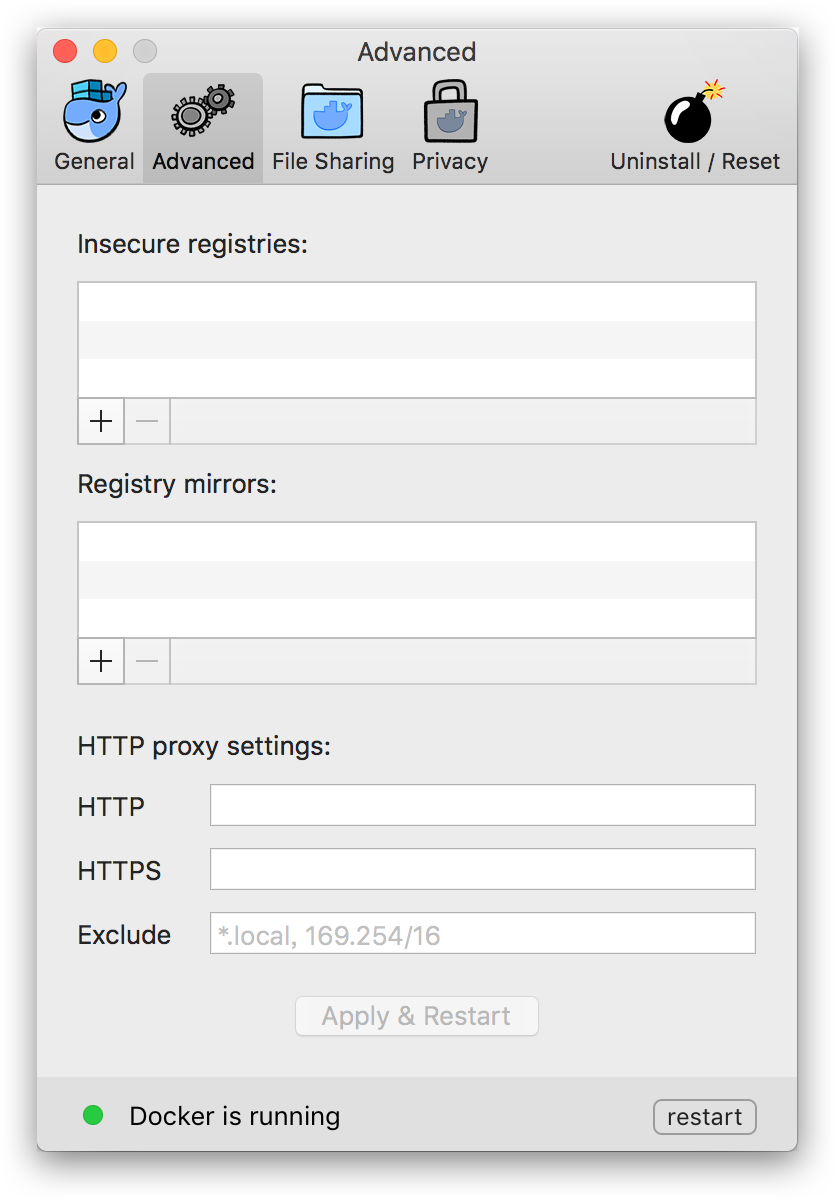 Advanced
General Advanced File Sharing Privacy Uninstall / Reset
Insecure registries:
Registry mirrors:
HTTP proxy settings:
HTTP
HTTPS
Exclude *.local, 169.254/16
Apply & Restart
Docker is running restart